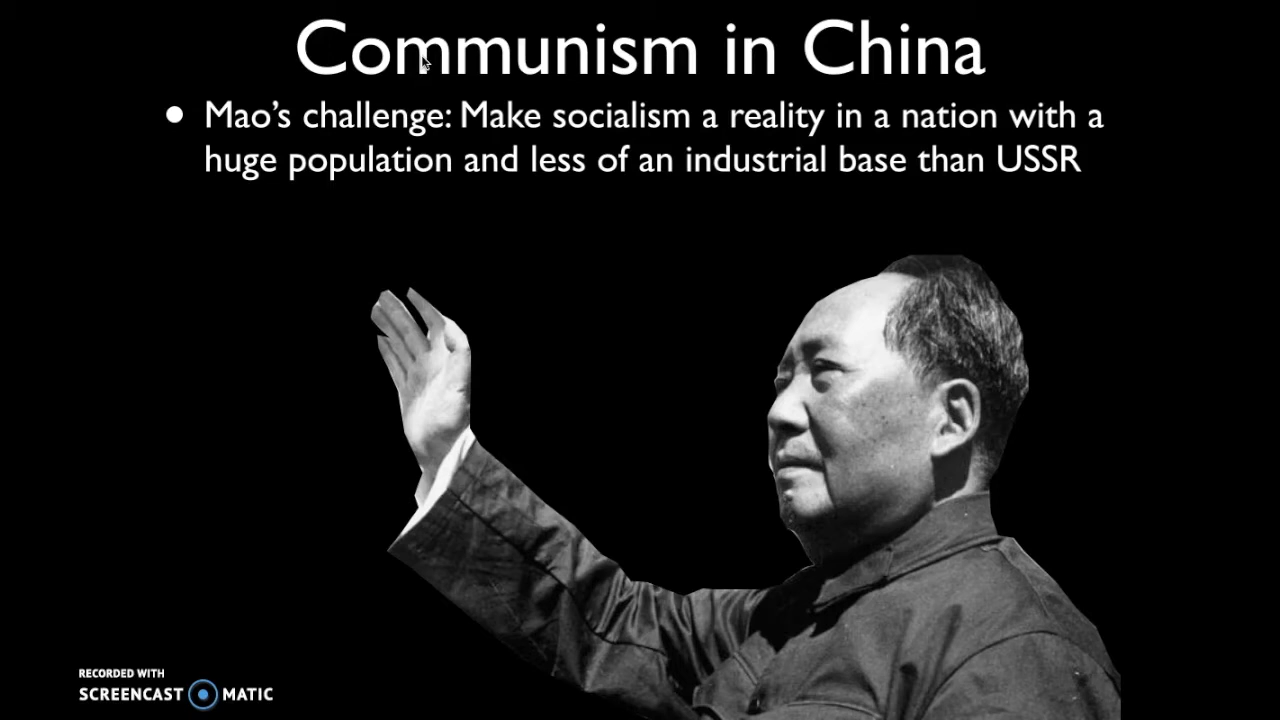 Communism in China
• Mao's challenge: Make socialism a reality in a nation with a
huge population and less of an industrial base than USSR
RECORDED WITH
SCREENCAST MATIC